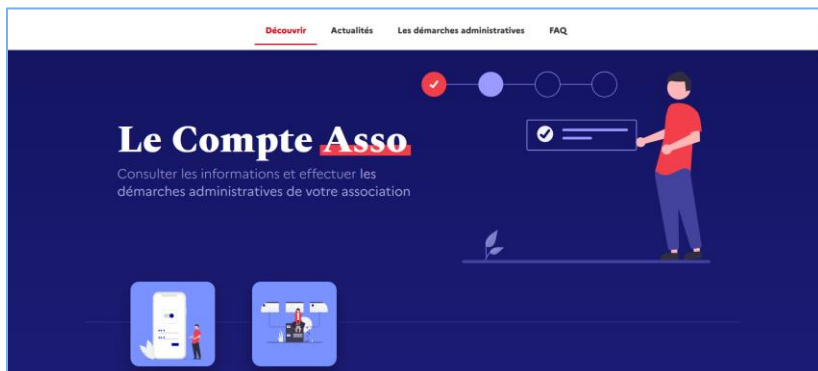 Découvrir Actualités Les démarches administratives FAQ
Le Compte Asso
Consulter les informations et effectuer les
démarches administratives de votre association